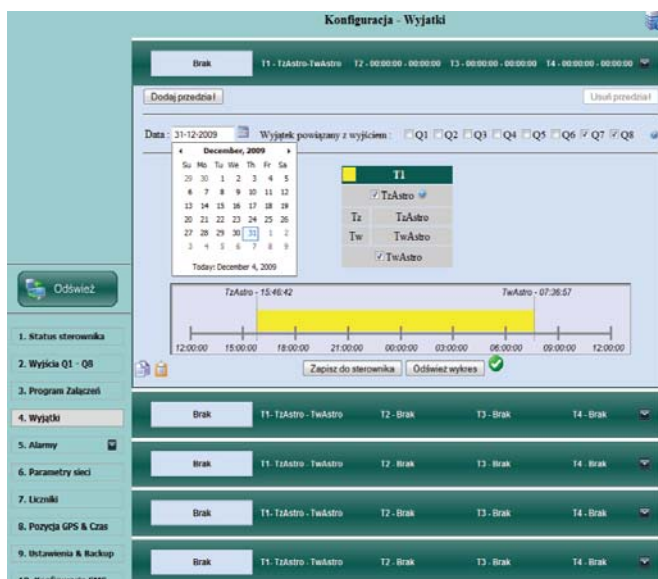 Konfiguracja - Wyjatki
Brak T1 - TzAstro-TwAstro T2 - 00:00:00 - 00:00:00 T3 - 00:00:00 - 00:00:00 T4 - 00:00:00 - 00:00:00
Dodaj przedział Usuń przedział
Data : 31-12-2009 Wyjątek powiązany z wyjściem : Q1 Q2 Q3 Q4 Q5 Q6 Q7 Q8
December, 2009
Su Mo Tu We Th Fr Sa
29 30 1 2 3 4 5
6 7 8 9 10 11 12
13 14 15 16 17 18 19
20 21 22 23 24 25 26
27 28 29 30 31 1 2
3 4 5 6 7 8 9
Today: December 4, 2009
T1
TzAstro
Tz TzAstro
Tw TwAstro
TwAstro
TzAstro - 15:46:42 TwAstro - 07:36:57
12:00:00 15:00:00 18:00:00 21:00:00 00:00:00 03:00:00 06:00:00 09:00:00 12:00:00
Zapisz do sterownika Odśwież wykres
Odśwież
1. Status sterownika
2. Wyjścia Q1 - Q8
3. Program Załączeń
4. Wyjątki
5. Alarmy
6. Parametry sieci
7. Liczniki
8. Pozycja GPS & Czas
9. Ustawienia & Backup
Brak T1- TzAstro - TwAstro T2 - Brak T3 - Brak T4 - Brak
Brak T1- TzAstro - TwAstro T2 - Brak T3 - Brak T4 - Brak
Brak T1- TzAstro - TwAstro T2 - Brak T3 - Brak T4 - Brak
Brak T1- TzAstro - TwAstro T2 - Brak T3 - Brak T4 - Brak